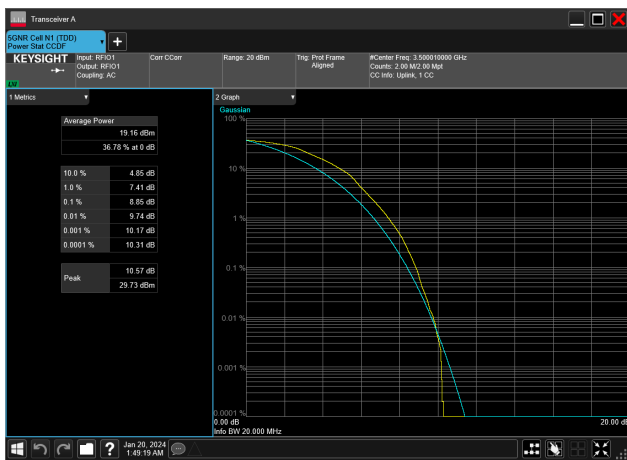 Transceiver A
5GNR Cell N1 (TDD)
Power Stat CCDF
KEYSIGHT
Input: RFIO1
Output: RFIO1
Coupling: AC
Corr CCorr
Range: 20 dBm
Trig: Prot Frame
Aligned
#Center Freq: 3.500010000 GHz
Counts: 2.00 M/2.00 Mpt
CC Info: Uplink, 1 CC
1 Metrics
Average Power
19.16 dBm
36.78 % at 0 dB
10.0 % 4.85 dB
1.0 % 7.41 dB
0.1 % 8.85 dB
0.01 % 9.74 dB
0.001 % 10.17 dB
0.0001 % 10.31 dB
Peak
10.57 dB
29.73 dBm
2 Graph
Gaussian
100 %
10 %
1 %
0.1 %
0.01 %
0.001 %
0.0001 %
0.00 dB
20.00 dB
Info BW 20.000 MHz
Jan 20, 2024
1:49:19 AM